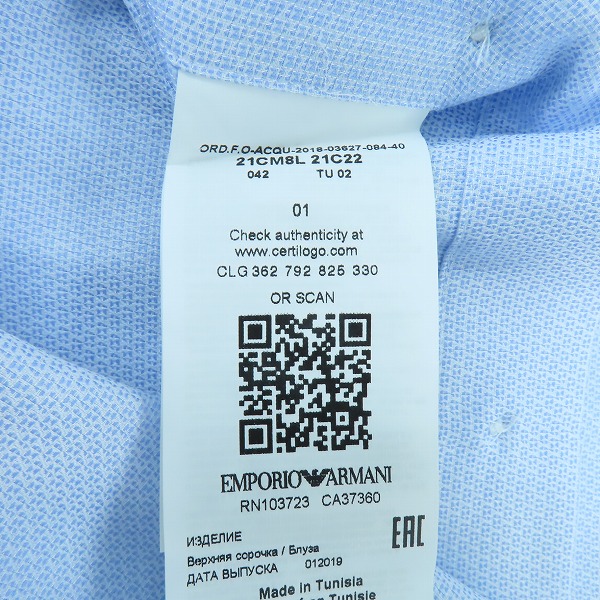 ORD.F.O-ACQU-2018-03627-084-40
21CM8L 21C22
042 TU 02
01
Check authenticity at
www.certilogo.com
CLG 362 792 825 330
OR SCAN
EMPORIO ARMANI
RN103723 CA37360
EAC
ИЗДЕЛИЕ
Верхняя сорочка / Блуза
ДАТА ВЫПУСКА 012019
Made in Tunisia
en Tunisie